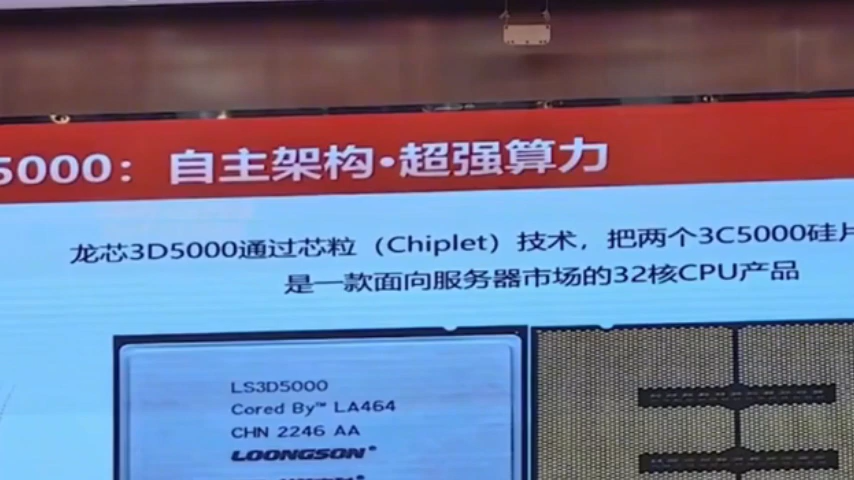 5000：自主架构·超强算力
龙芯3D5000通过芯粒（Chiplet）技术，把两个3C5000硅片
是一款面向服务器市场的32核CPU产品
LS3D5000
Cored By™ LA464
CHN 2246 AA
LOONGSON®